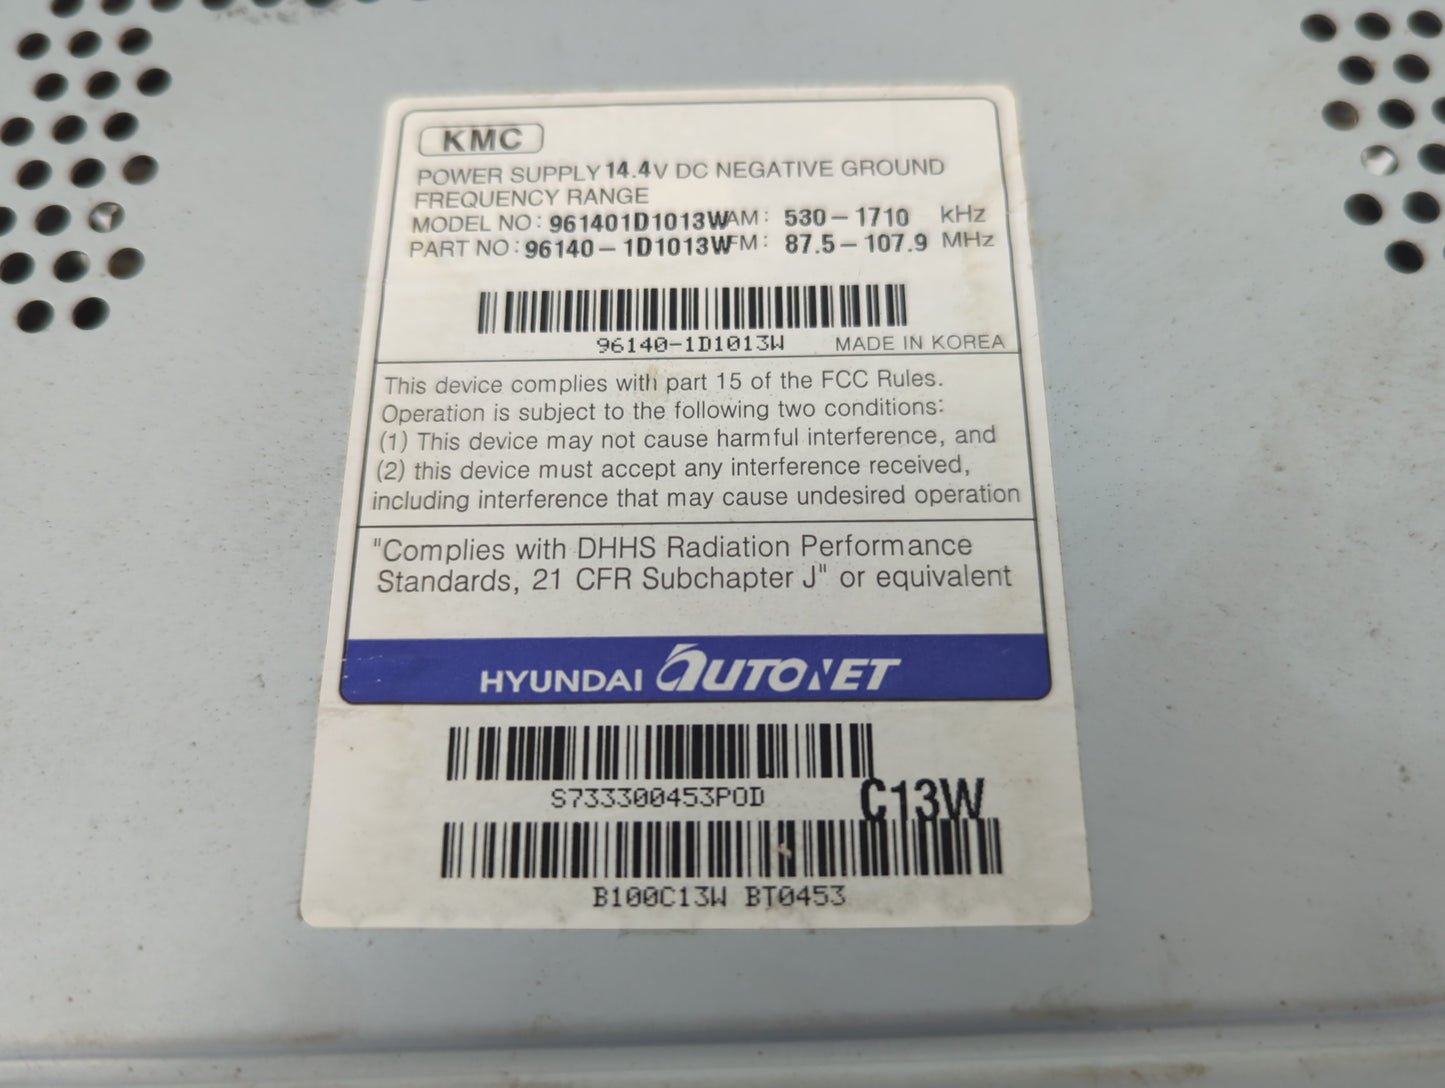 KMC
POWER SUPPLY 14.4V DC NEGATIVE GROUND
FREQUENCY RANGE
MODEL NO: 961401D1013W AM: 530-1710 kHz
PART NO: 96140-1D1013W FM: 87.5-107.9 MHz
96140-1D1013W MADE IN KOREA
This device complies with part 15 of the FCC Rules.
Operation is subject to the following two conditions:
(1) This device may not cause harmful interference, and
(2) this device must accept any interference received,
including interference that may cause undesired operation
"Complies with DHHS Radiation Performance
Standards, 21 CFR Subchapter J" or equivalent
HYUNDAI AUTONET
S733300453POD
C13W
B100C13W BT0453